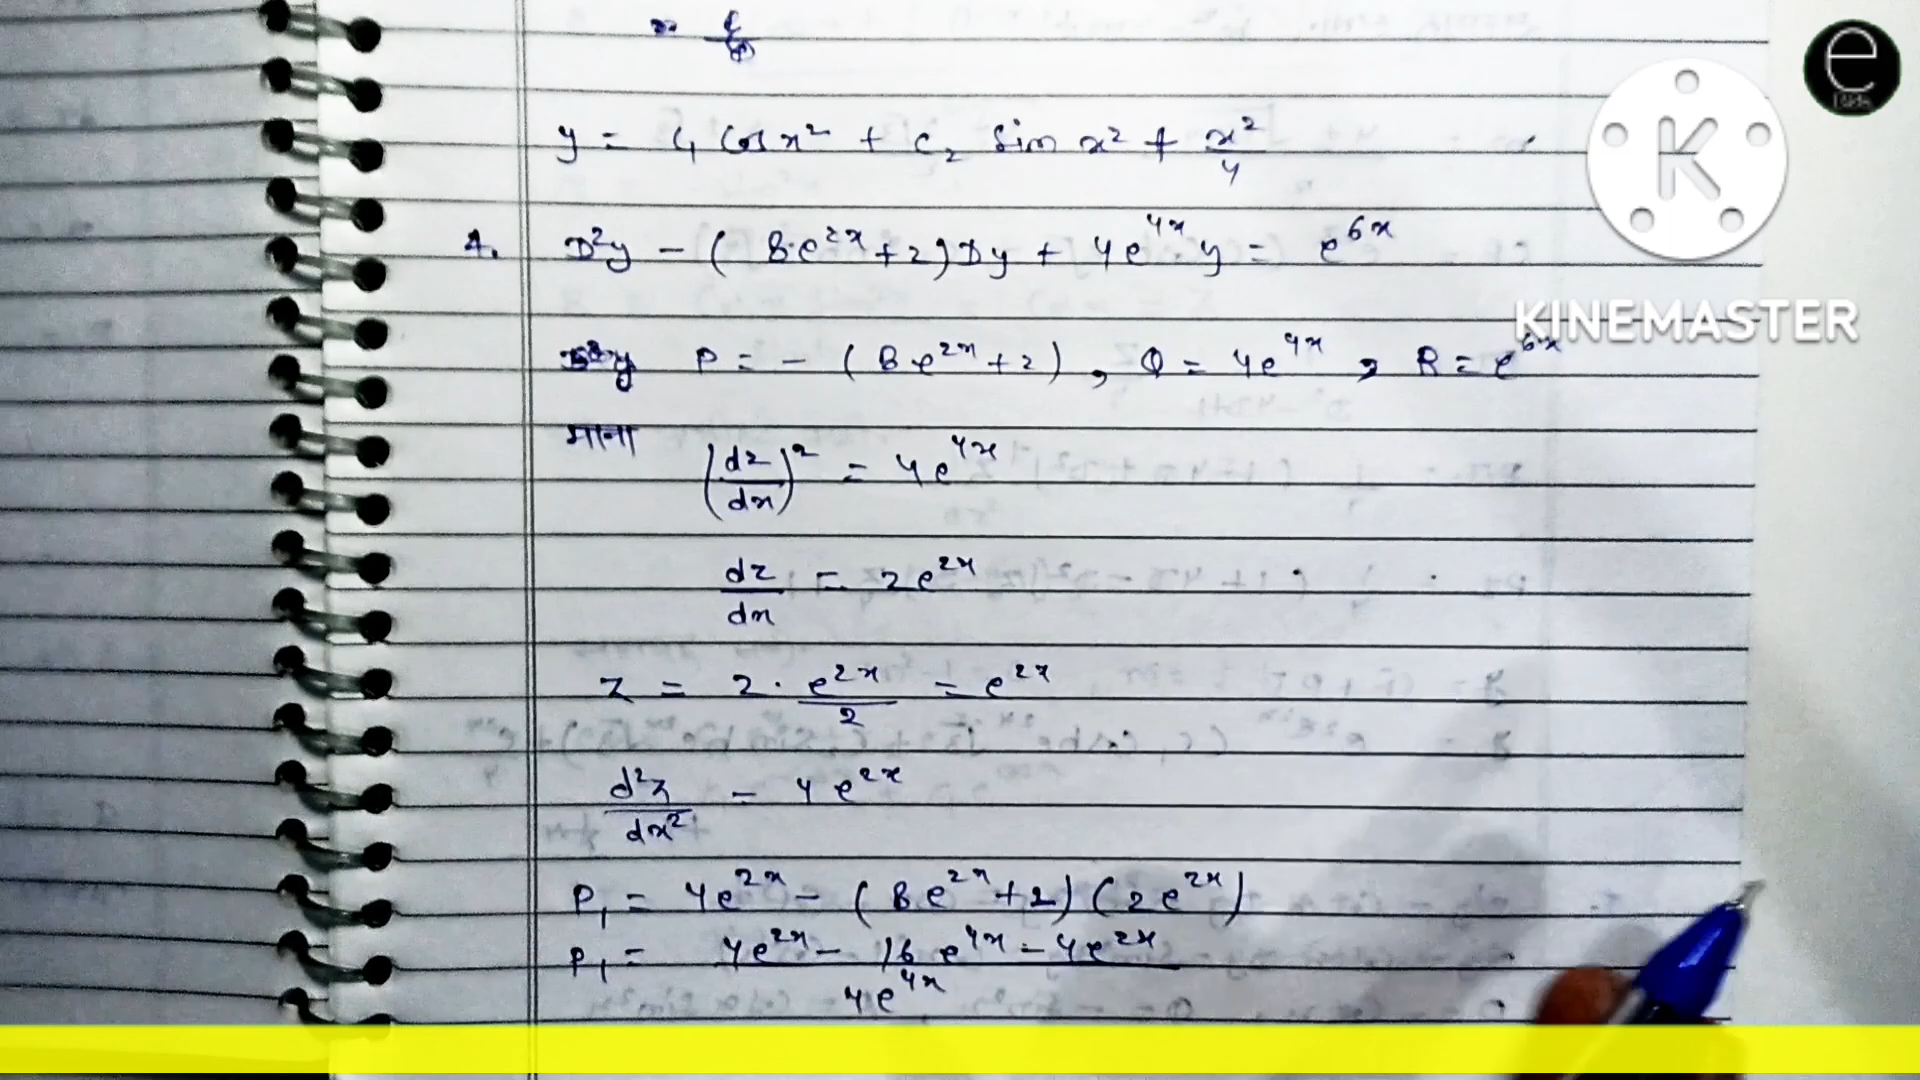 y = C₁ Cos x² + C₂ Sin x² + x²/4
4. D²y - (8e^2x + 2)Dy + 4e^4x y = e^6x
P = - (8e^2x + 2), Q = 4e^4x, R = e^6x
माना
(dz/dx)² = 4e^4x
dz/dx = 2e^2x
z = 2 · e^2x/2 = e^2x
d²z/dx² = 4e^2x
P₁ = 4e^2x - (8e^2x + 2)(2e^2x)
P₁ = 4e^2x - 16e^4x - 4e^2x / 4e^4x
e
K
KINEMASTER